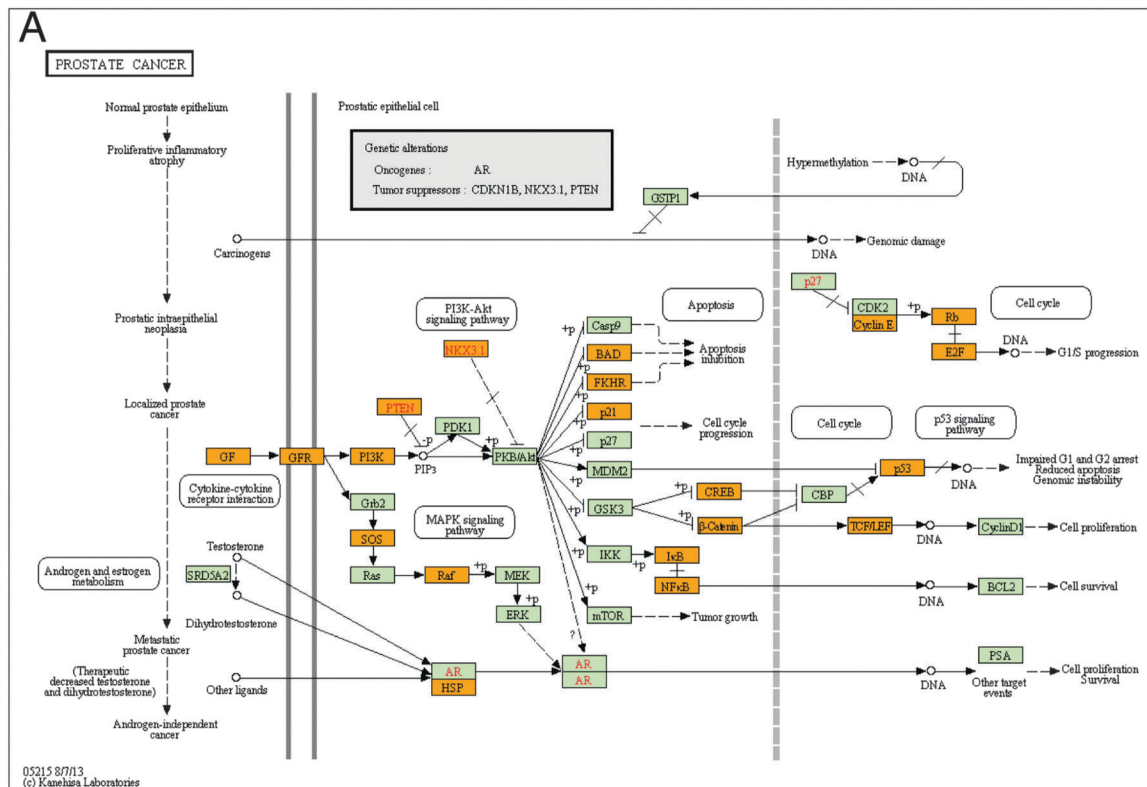 A
PROSTATE CANCER
Normal prostate epithelium
Proliferative inflammatory
atrophy
Prostatic intraepithelial
neoplasia
Localized prostate
cancer
Metastatic
prostate cancer
(Therapeutic
decreased testosterone
and dihydrotestosterone)
Androgen-independent
cancer
Prostatic epithelial cell
Genetic alterations
Oncogenes : AR
Tumor suppressors : CDKN1B, NKX3.1, PTEN
Hypermethylation
DNA
GSTP1
Carcinogens
DNA
Genomic damage
p27
CDK2
Cyclin E
+p
Rb
E2F
DNA
G1/S progression
Cell cycle
PI3K-Akt
signaling pathway
Apoptosis
NKX3.1
+p
Casp9
+p
BAD
+p
FKHR
+p
p21
+p
p27
Apoptosis
inhibition
Cell cycle
progression
Cell cycle
p53 signaling
pathway
PTEN
-p
PDK1
+p
GF
GFR
PI3K
PIP3
PKB/Akt
+p
MDM2
p53
DNA
Impaired G1 and G2 arrest
Reduced apoptosis
Genomic instability
Cytokine-cytokine
receptor interaction
Grb2
SOS
Ras
MAPK signaling
pathway
Raf
+p
MEK
+p
ERK
+p
GSK3
+p
CREB
+p
β-Catenin
CBP
TCF/LEF
DNA
CyclinD1
Cell proliferation
+p
IKK
+p
IκB
NFκB
DNA
BCL2
Cell survival
+p
mTOR
Tumor growth
?
Androgen and estrogen
metabolism
Testosterone
SRD5A2
Dihydrotestosterone
Other ligands
AR
HSP
AR
AR
DNA
PSA
Other target
events
Cell proliferation
Survival
05215 8/7/13
(c) Kanehisa Laboratories